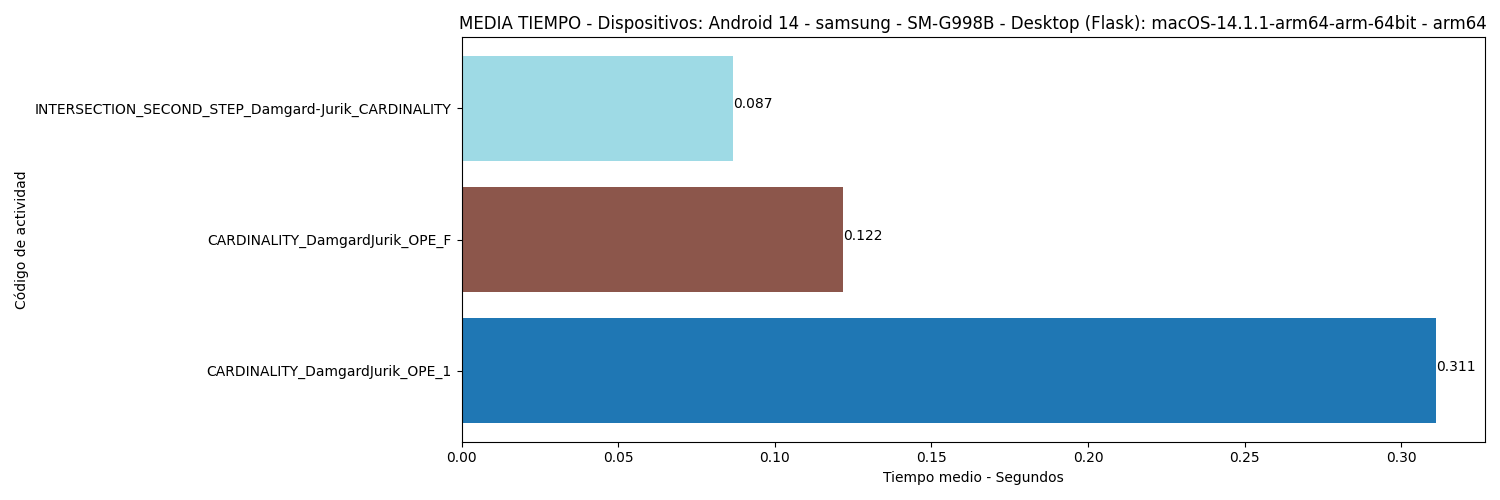 MEDIA TIEMPO - Dispositivos: Android 14 - samsung - SM-G998B - Desktop (Flask): macOS-14.1.1-arm64-arm-64bit - arm64
Código de actividad
INTERSECTION_SECOND_STEP_Damgard-Jurik_CARDINALITY
0.087
CARDINALITY_DamgardJurik_OPE_F
0.122
CARDINALITY_DamgardJurik_OPE_1
0.311
0.00 0.05 0.10 0.15 0.20 0.25 0.30
Tiempo medio - Segundos